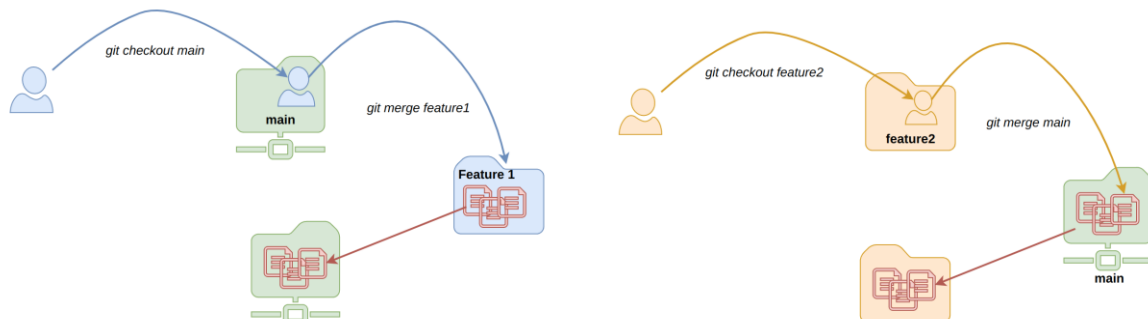 git checkout main
main
git merge feature1
Feature 1
git checkout feature2
feature2
git merge main
main